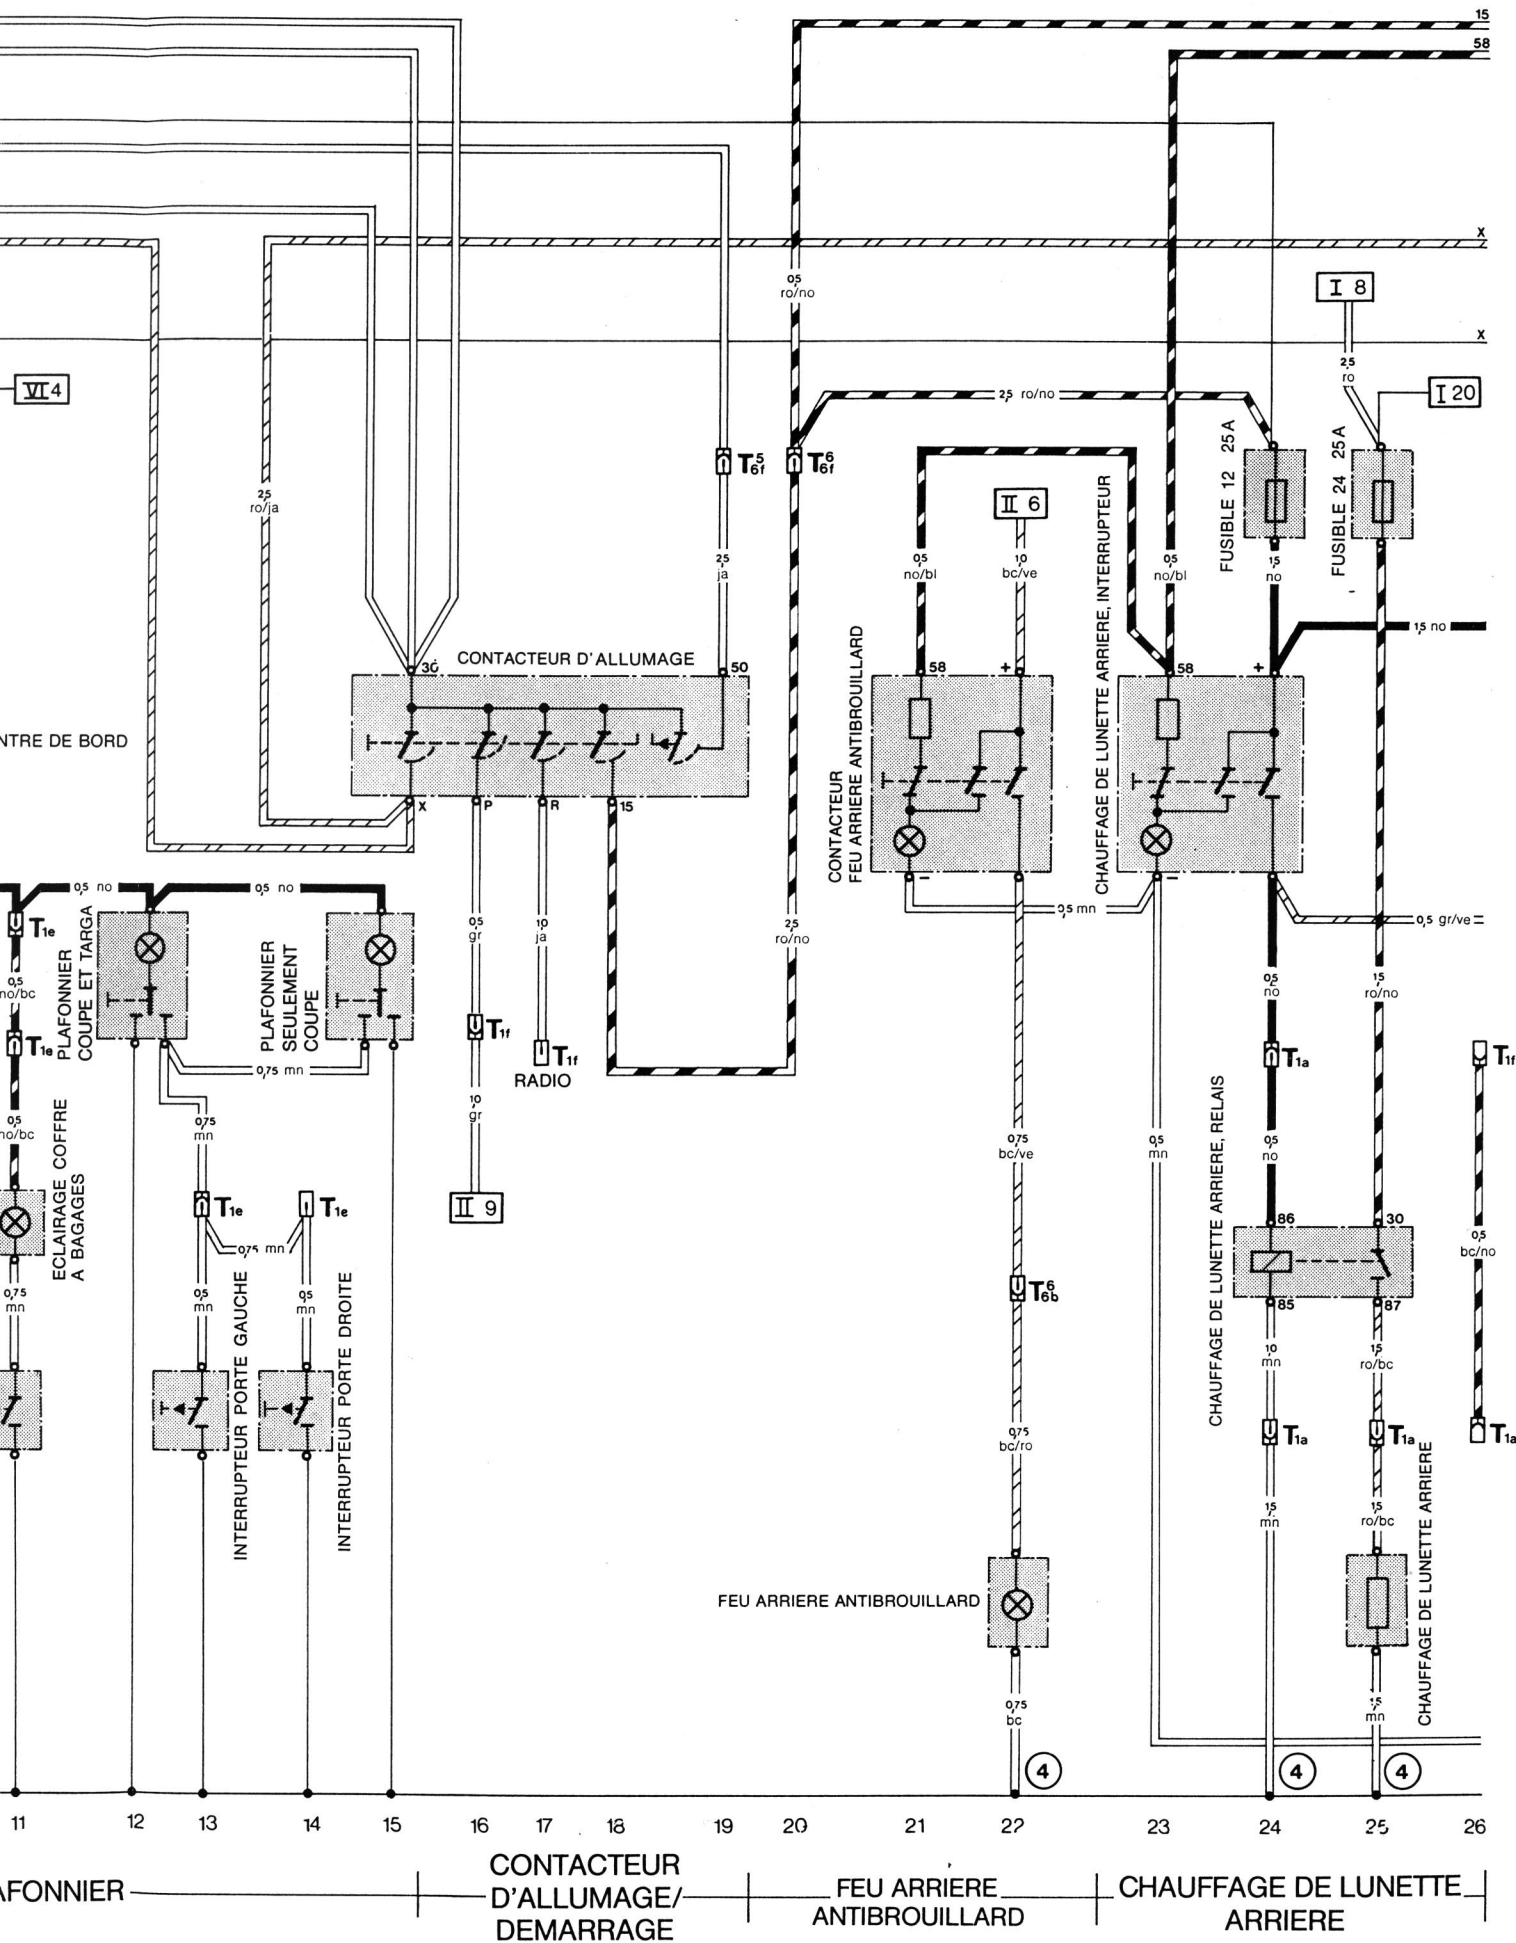 15
58
X
0,5
ro/no
I 8
X
2,5
ro
VI 4
2,5 ro/no
I 20
FUSIBLE 12 25 A
FUSIBLE 24 25 A
T5 6f
T6 6f
2,5
ro/ja
II 6
2,5
ja
0,5
no/bl
1,0
bc/ve
0,5
no/bl
1,5
no
1,5 no
CONTACTEUR D'ALLUMAGE
30
50
58
+
58
+
CONTACTEUR
FEU ARRIERE ANTIBROUILLARD
CHAUFFAGE DE LUNETTE ARRIERE, INTERRUPTEUR
NTRE DE BORD
X
P
R
15
–
–
0,5 no
0,5 no
0,5 mn
0,5 gr/ve
T1e
PLAFONNIER
COUPE ET TARGA
PLAFONNIER
SEULEMENT
COUPE
0,5
gr
1,0
ja
2,5
ro/no
0,5
no/bc
0,5
no
1,5
ro/no
T1e
T1f
T1f
RADIO
T1a
T1f
0,75 mn
0,5
no/bc
0,75
mn
1,0
gr
0,75
bc/ve
0,5
mn
0,5
no
CHAUFFAGE DE LUNETTE ARRIERE, RELAIS
ECLAIRAGE COFFRE
A BAGAGES
T1e
T1e
II 9
86
30
0,75 mn
0,5
bc/no
0,75
mn
0,5
mn
0,5
mn
T6 6b
85
87
INTERRUPTEUR PORTE GAUCHE
INTERRUPTEUR PORTE DROITE
1,0
mn
1,5
ro/bc
0,75
bc/ro
T1a
T1a
T1a
1,5
mn
1,5
ro/bc
CHAUFFAGE DE LUNETTE ARRIERE
FEU ARRIERE ANTIBROUILLARD
0,75
bc
1,5
mn
4
4
4
11 12 13 14 15 16 17 18 19 20 21 22 23 24 25 26
AFONNIER
CONTACTEUR
D'ALLUMAGE/
DEMARRAGE
FEU ARRIERE
ANTIBROUILLARD
CHAUFFAGE DE LUNETTE
ARRIERE